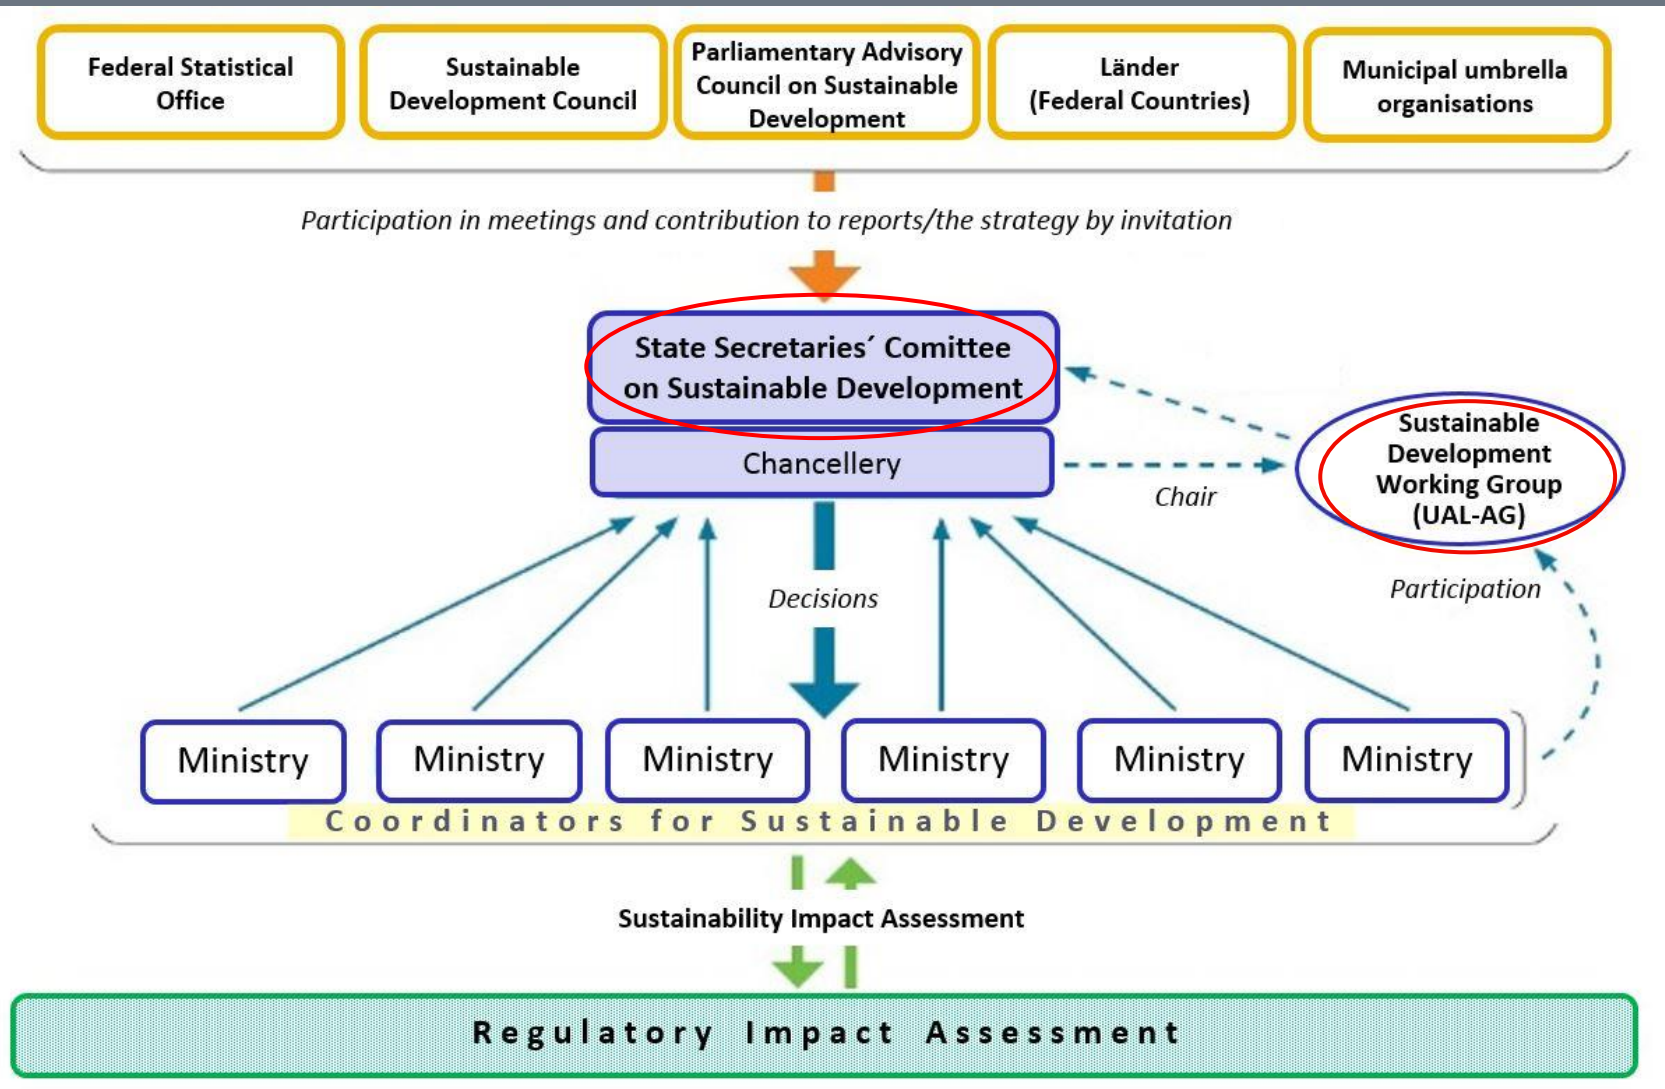 Federal Statistical
Office
Sustainable
Development Council
Parliamentary Advisory
Council on Sustainable
Development
Länder
(Federal Countries)
Municipal umbrella
organisations
Participation in meetings and contribution to reports/the strategy by invitation
State Secretaries´ Comittee
on Sustainable Development
Chancellery
Chair
Sustainable
Development
Working Group
(UAL-AG)
Participation
Decisions
Ministry
Ministry
Ministry
Ministry
Ministry
Ministry
Coordinators for Sustainable Development
Sustainability Impact Assessment
Regulatory Impact Assessment